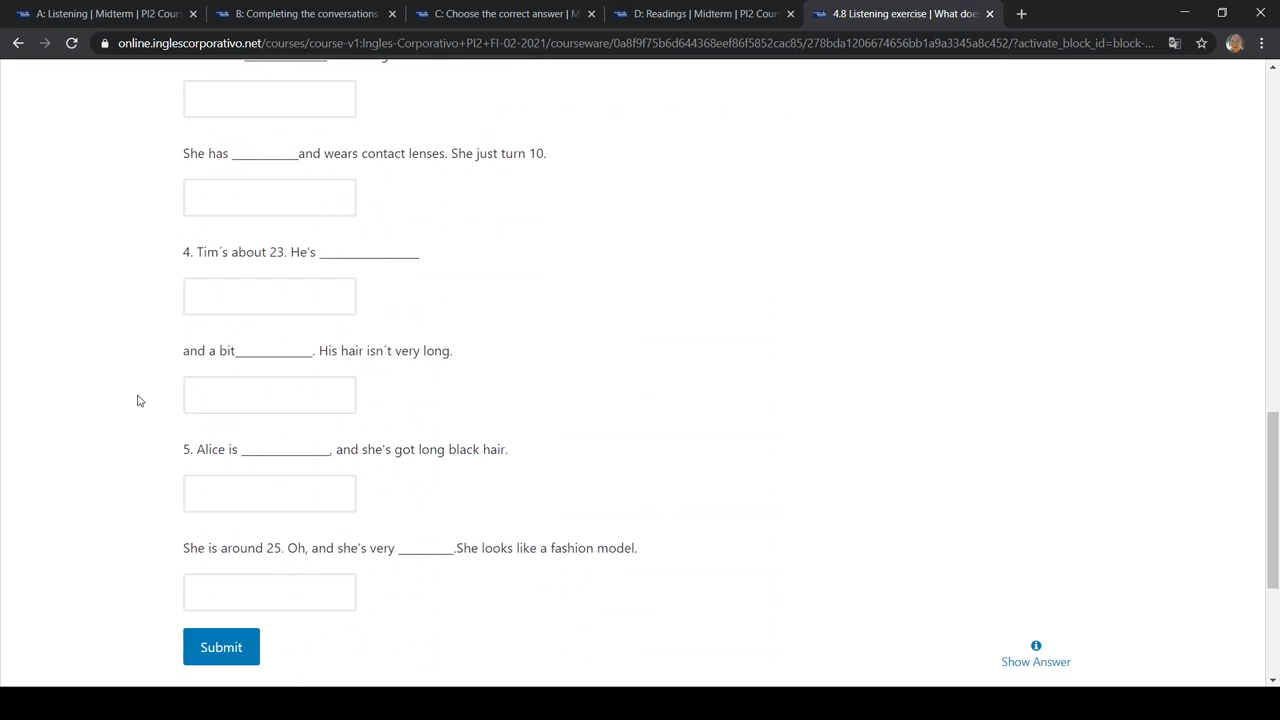 A: Listening | Midterm | PI2 Cour
B: Completing the conversations
C: Choose the correct answer | M
D: Readings | Midterm | PI2 Cour
4.8 Listening exercise | What doe
online.inglescorporativo.net/courses/course-v1:Ingles-Corporativo+PI2+FI-02-2021/courseware/0a8f9f75b6d644368eef86f5852cac85/278bda1206674656bb1a9a3345a8c452/?activate_block_id=block-...
She has ___________and wears contact lenses. She just turn 10.
4. Tim´s about 23. He's ________________
and a bit_____________. His hair isn´t very long.
5. Alice is ______________, and she's got long black hair.
She is around 25. Oh, and she's very _________.She looks like a fashion model.
Submit
Show Answer